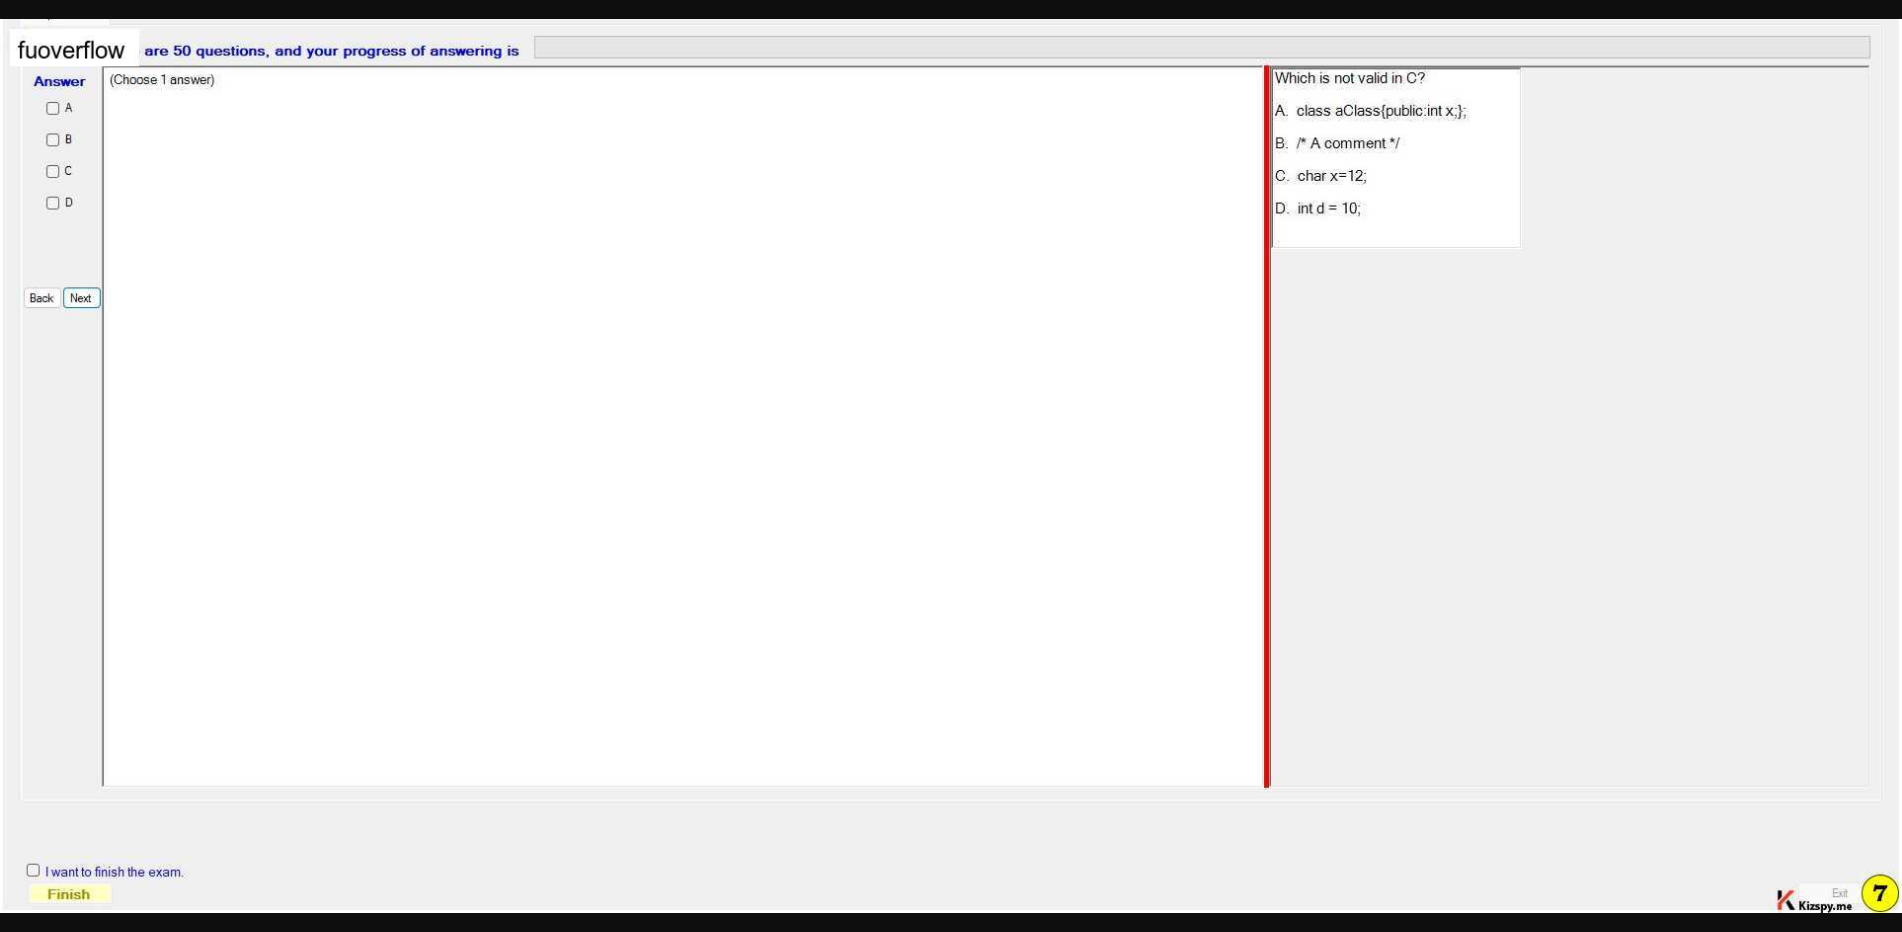 fuoverflow are 50 questions, and your progress of answering is
Answer
(Choose 1 answer)
A
B
C
D
Back Next
Which is not valid in C?
A. class aClass{public:int x;};
B. /* A comment */
C. char x=12;
D. int d = 10;
I want to finish the exam.
Finish
Exit
Kizspy.me
7